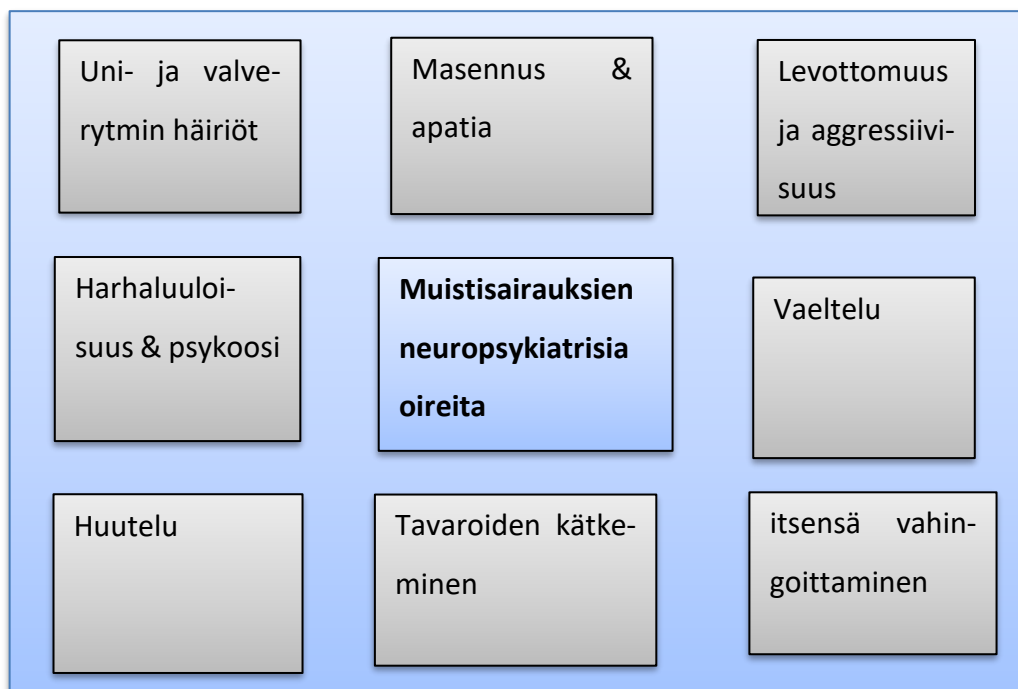 Uni- ja valve-
rytmin häiriöt
Masennus &
apatia
Levottomuus
ja aggressiivi-
suus
Harhaluuloi-
suus & psykoosi
Muistisairauksien
neuropsykiatrisia
oireita
Vaeltelu
Huutelu
Tavaroiden kätke-
minen
itsensä vahin-
goittaminen